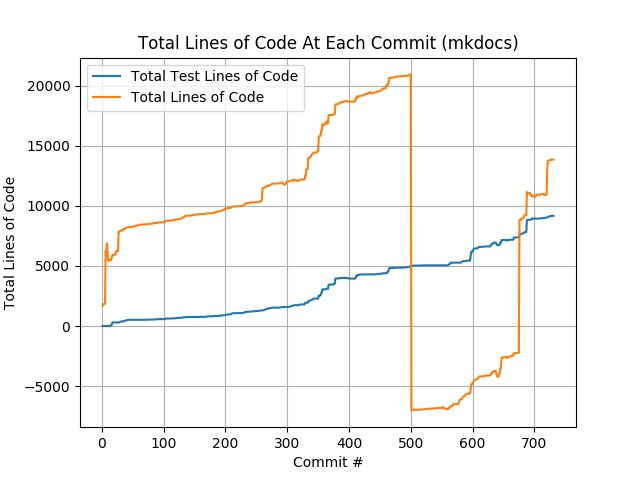 Total Lines of Code At Each Commit (mkdocs)
Total Test Lines of Code
Total Lines of Code
Total Lines of Code
20000
15000
10000
5000
0
−5000
0 100 200 300 400 500 600 700
Commit #